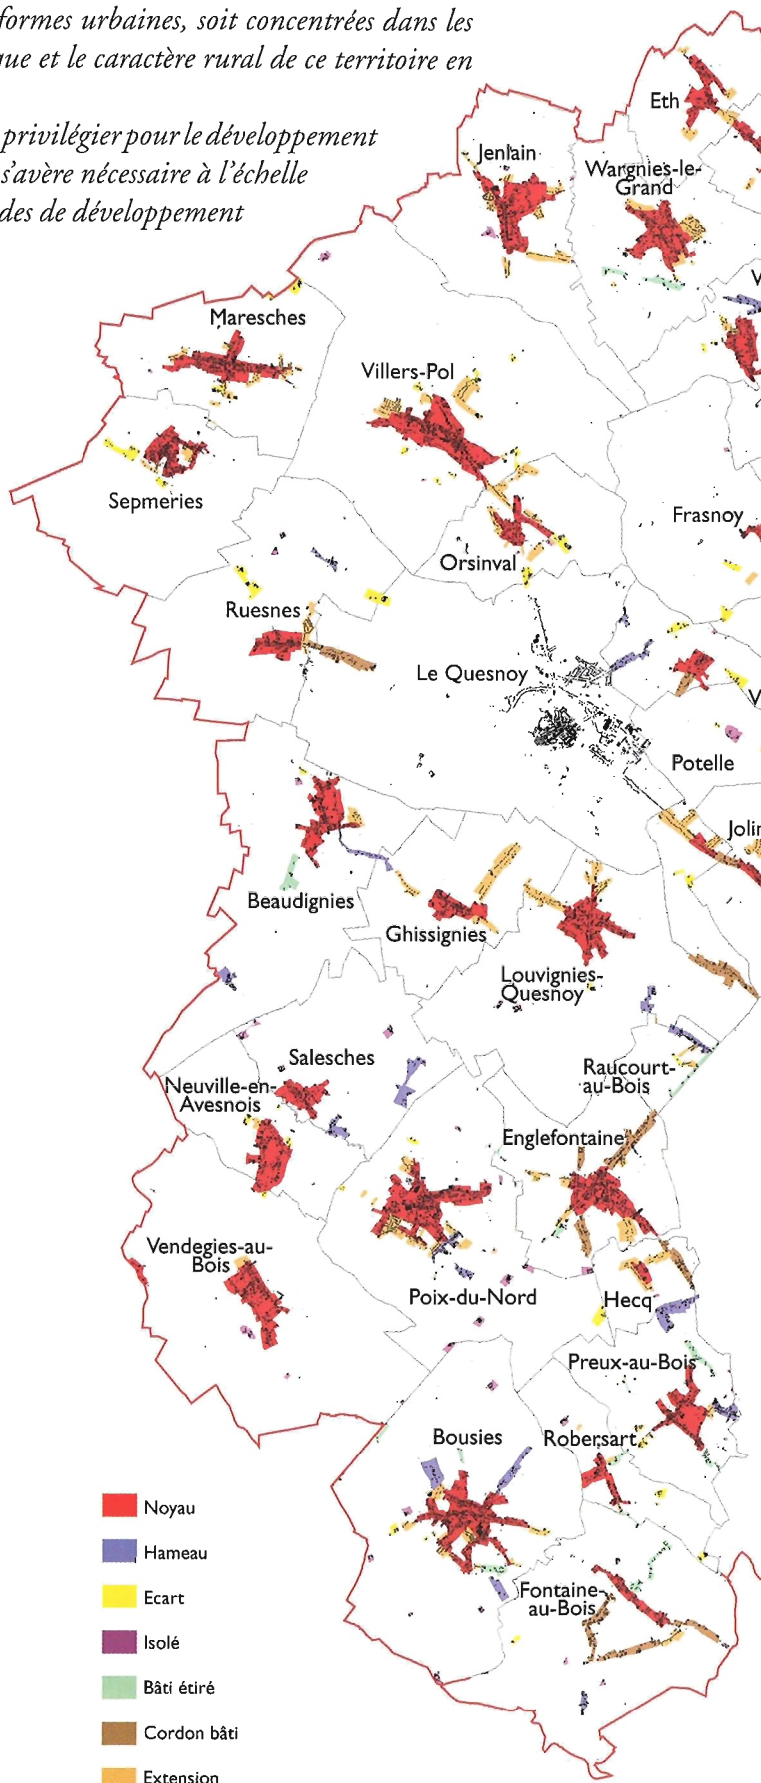 formes urbaines, soit concentrées dans les
que et le caractère rural de ce territoire en
privilégier pour le développement
s'avère nécessaire à l'échelle
des de développement
Eth
Jenlain
Wargnies-le-
Grand
V
Maresches
Villers-Pol
Sepmeries
Frasnoy
Orsinval
Ruesnes
Le Quesnoy
V
Potelle
Jolim
Beaudignies
Ghissignies
Louvignies-
Quesnoy
Salesches
Raucourt-
au-Bois
Neuville-en-
Avesnois
Englefontaine
Vendegies-au-
Bois
Poix-du-Nord
Hecq
Preux-au-Bois
Bousies
Robersart
Fontaine-
au-Bois
Noyau
Hameau
Ecart
Isolé
Bâti étiré
Cordon bâti
Extension